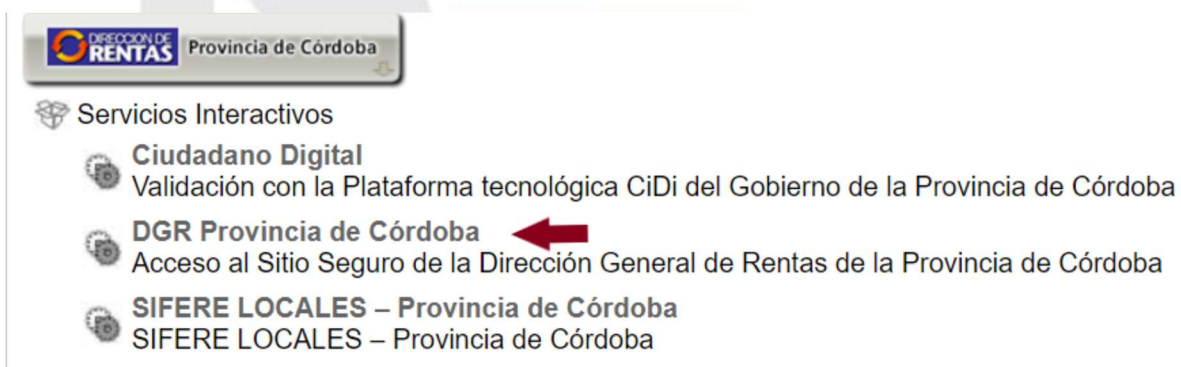 DIRECCION DE
RENTAS Provincia de Córdoba
Servicios Interactivos
Ciudadano Digital
Validación con la Plataforma tecnológica CiDi del Gobierno de la Provincia de Córdoba
DGR Provincia de Córdoba
Acceso al Sitio Seguro de la Dirección General de Rentas de la Provincia de Córdoba
SIFERE LOCALES – Provincia de Córdoba
SIFERE LOCALES – Provincia de Córdoba